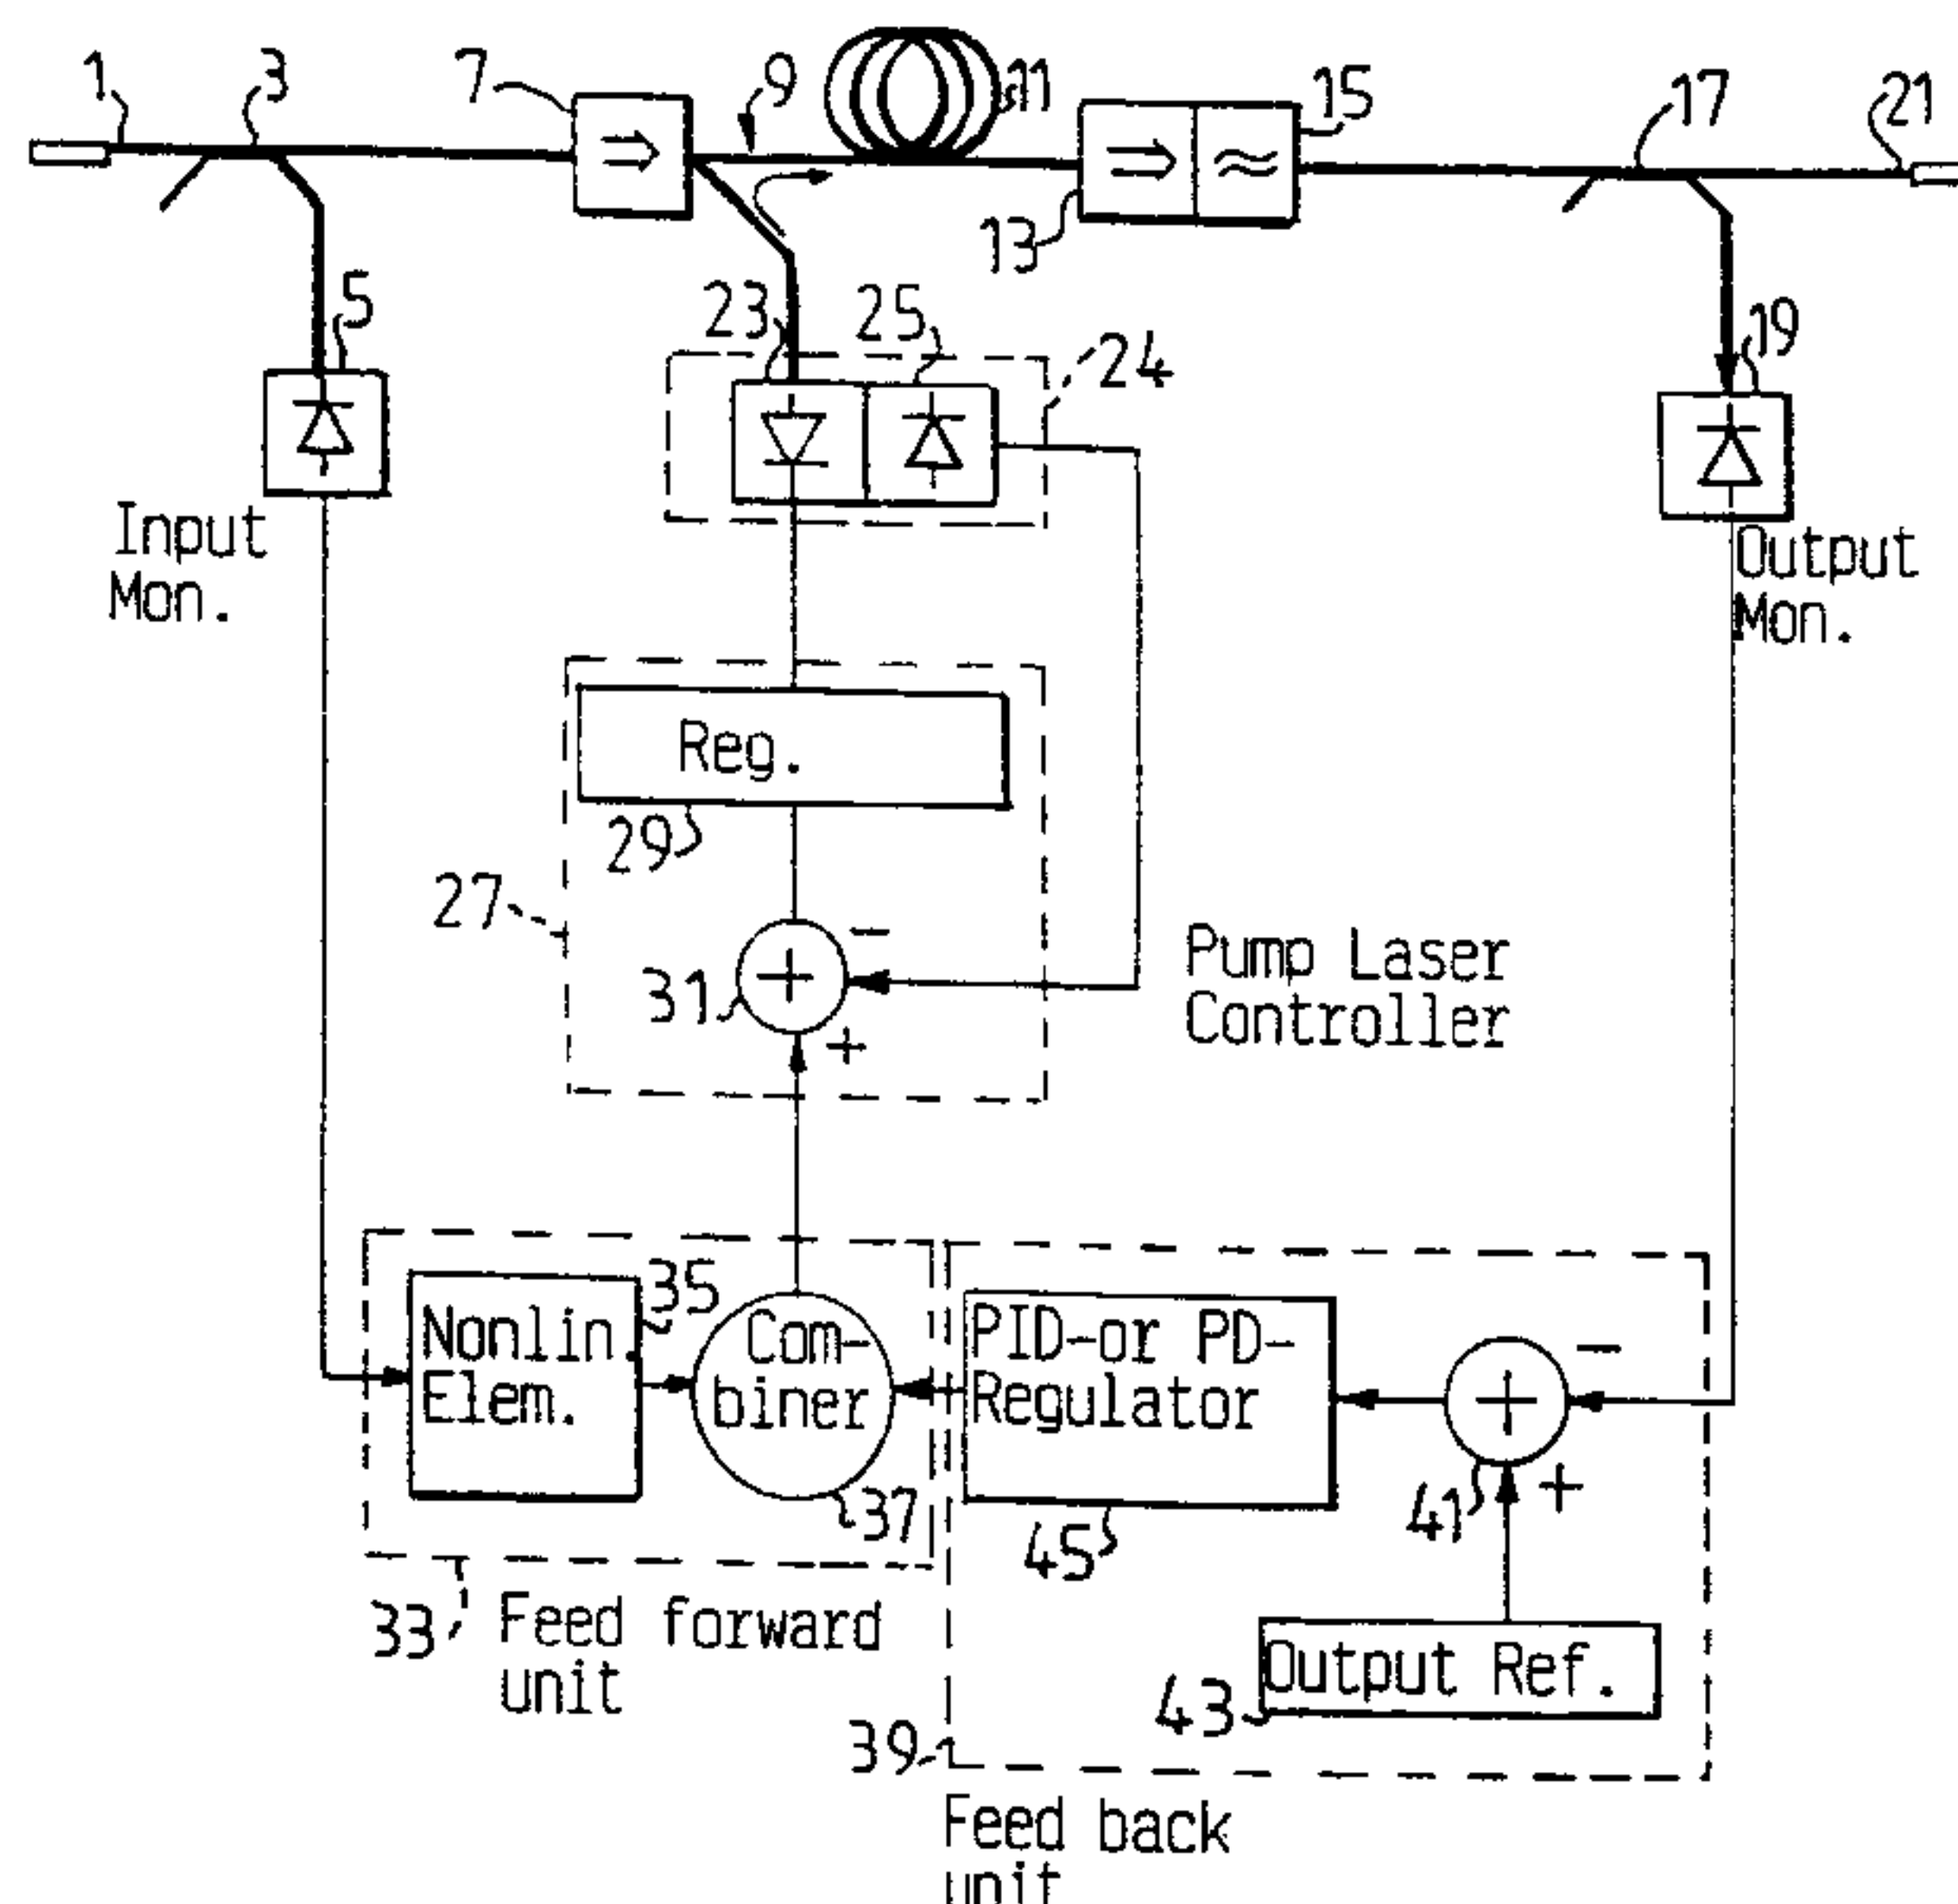 1
3
7
9
11
15
17
21
13
5
23
25
24
19
Input
Mon.
Output
Mon.
Reg.
29
27
31
-
+
Pump Laser
Controller
35
Nonlin.
Elem.
Com-
biner
37
PID-or PD-
Regulator
45
-
+
41
33
Feed forward
unit
Output Ref.
43
39
Feed back
unit